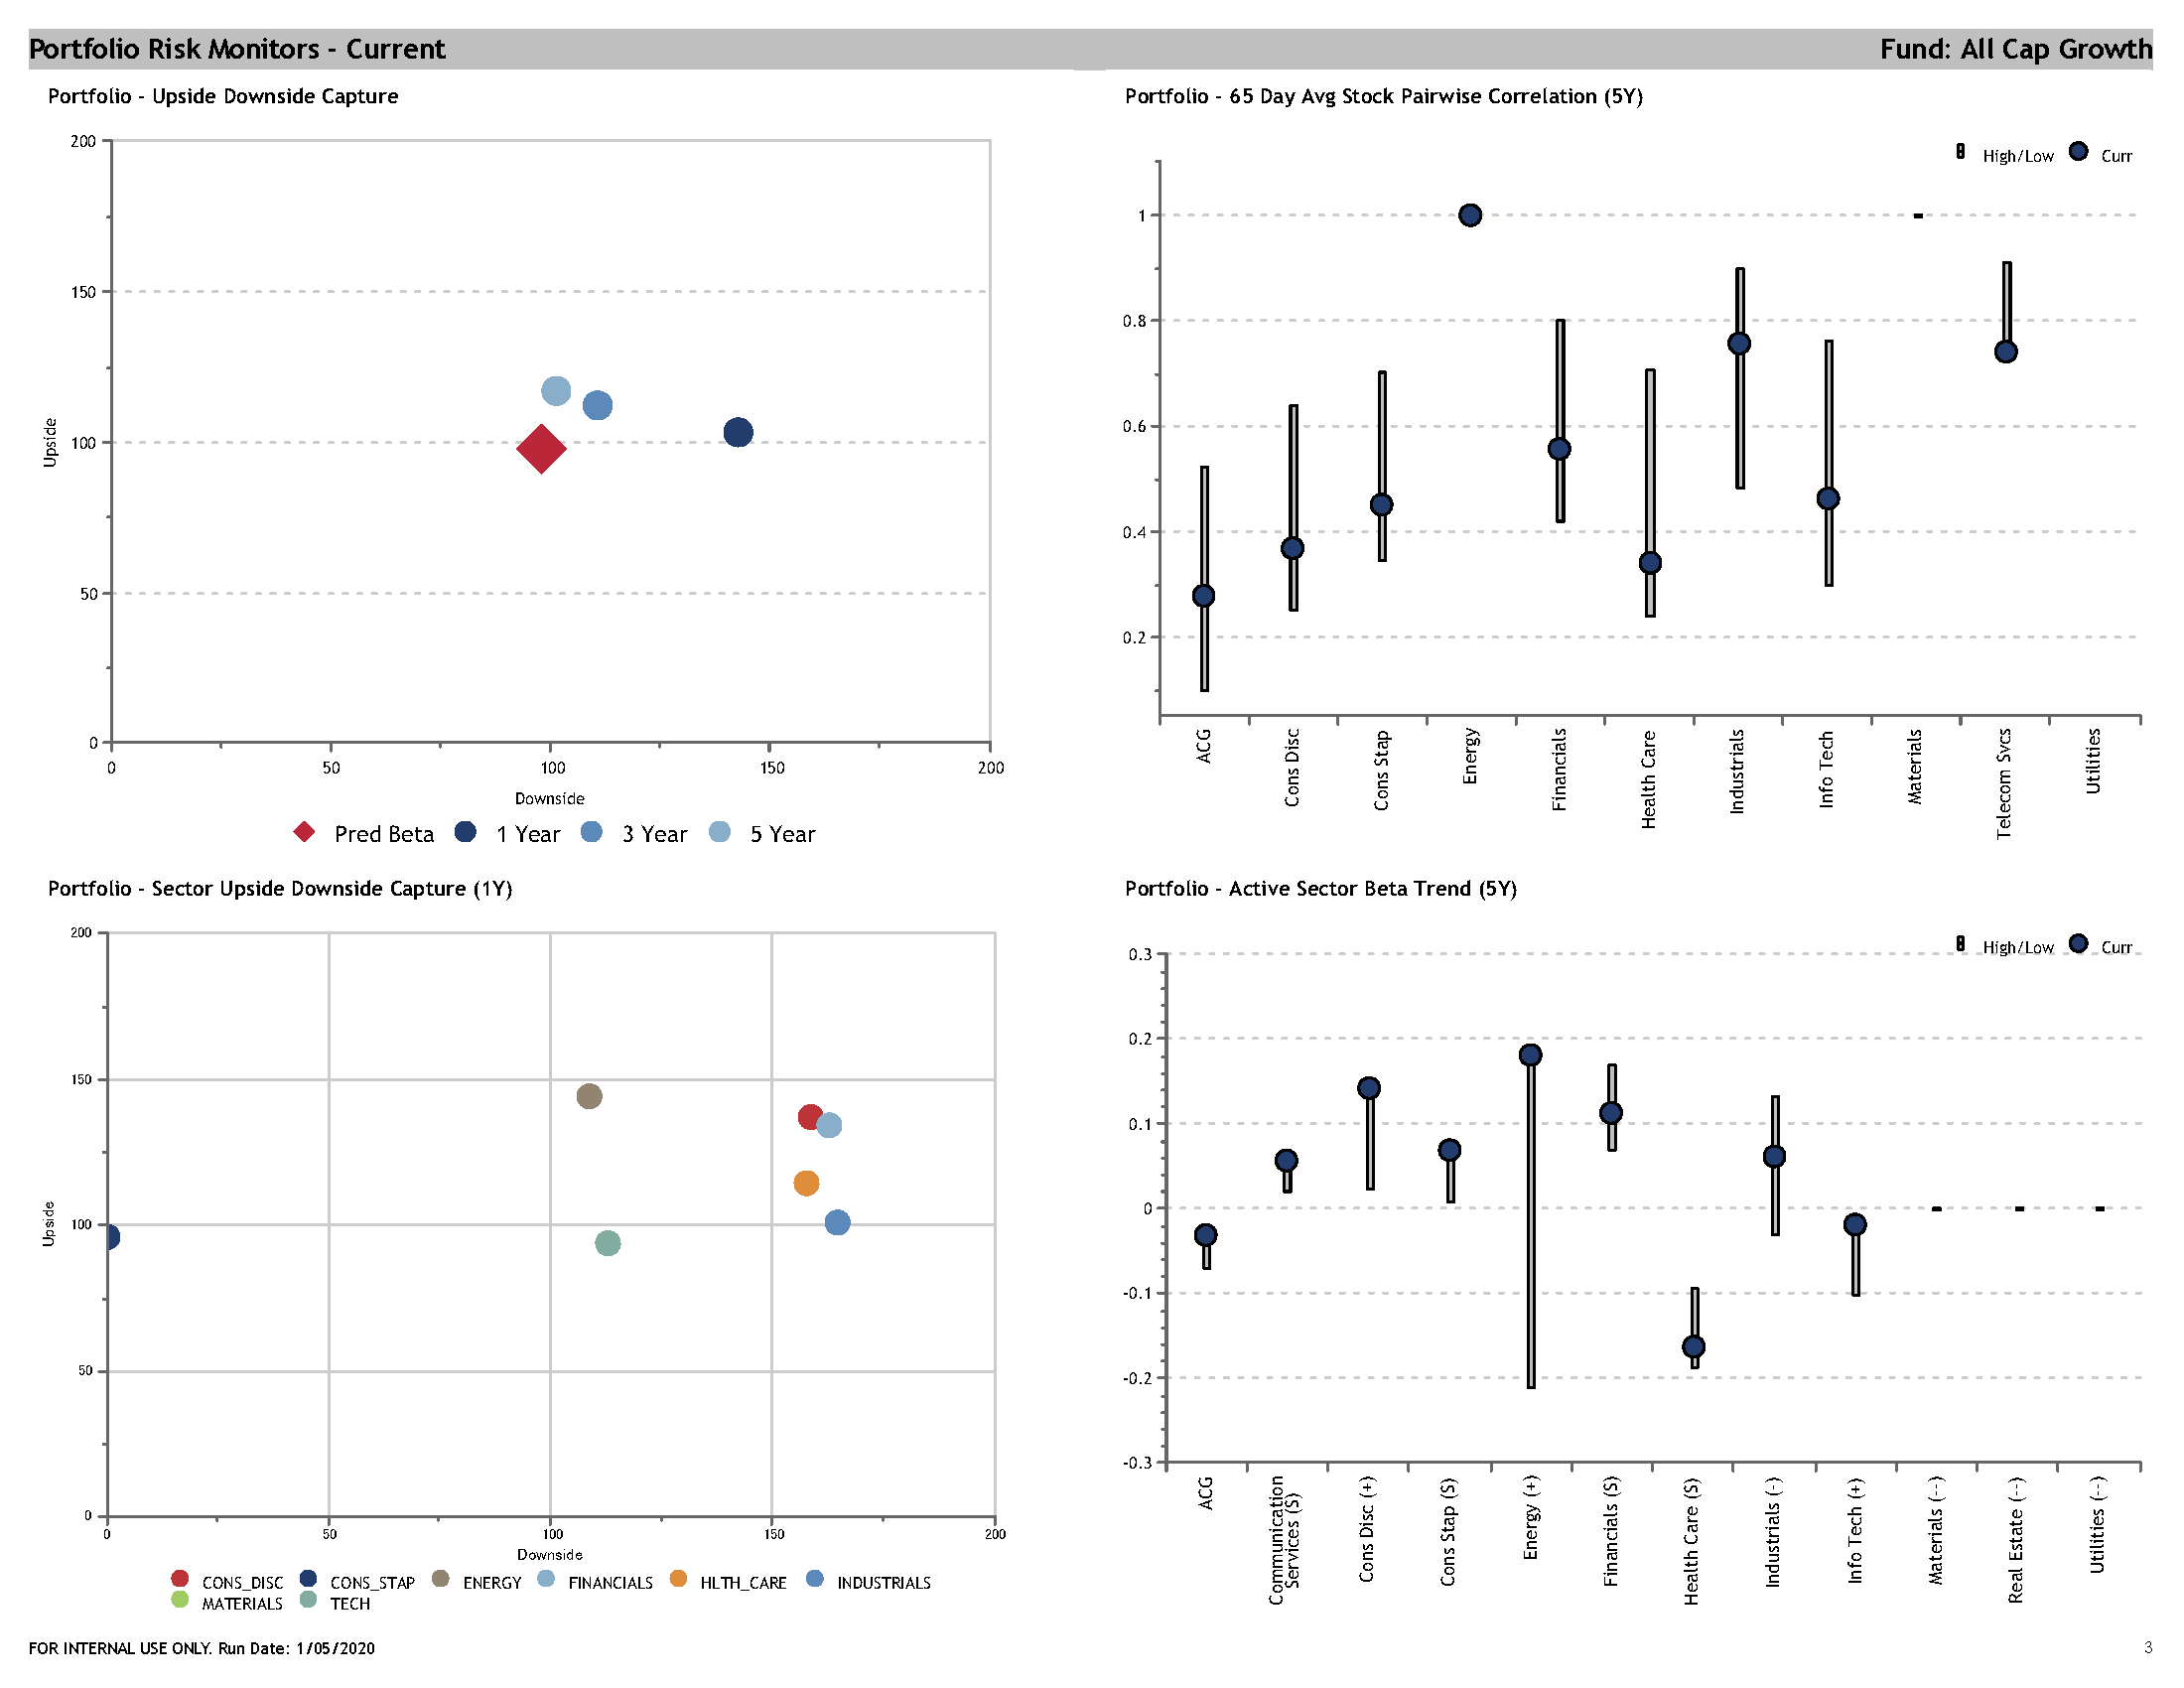 Portfolio Risk Monitors - Current
Fund: All Cap Growth
Portfolio - Upside Downside Capture
200
150
100
50
0
Upside
0
50
100
150
200
Downside
Pred Beta
1 Year
3 Year
5 Year
Portfolio - 65 Day Avg Stock Pairwise Correlation (5Y)
High/Low
Curr
1
0.8
0.6
0.4
0.2
ACG
Cons Disc
Cons Stap
Energy
Financials
Health Care
Industrials
Info Tech
Materials
Telecom Svcs
Utilities
Portfolio - Sector Upside Downside Capture (1Y)
200
150
100
50
0
Upside
0
50
100
150
200
Downside
CONS_DISC
CONS_STAP
ENERGY
FINANCIALS
HLTH_CARE
INDUSTRIALS
MATERIALS
TECH
Portfolio - Active Sector Beta Trend (5Y)
High/Low
Curr
0.3
0.2
0.1
0
-0.1
-0.2
-0.3
ACG
Communication
Services (S)
Cons Disc (+)
Cons Stap (S)
Energy (+)
Financials (S)
Health Care (S)
Industrials (-)
Info Tech (+)
Materials (--)
Real Estate (--)
Utilities (--)
FOR INTERNAL USE ONLY. Run Date: 1/05/2020
3